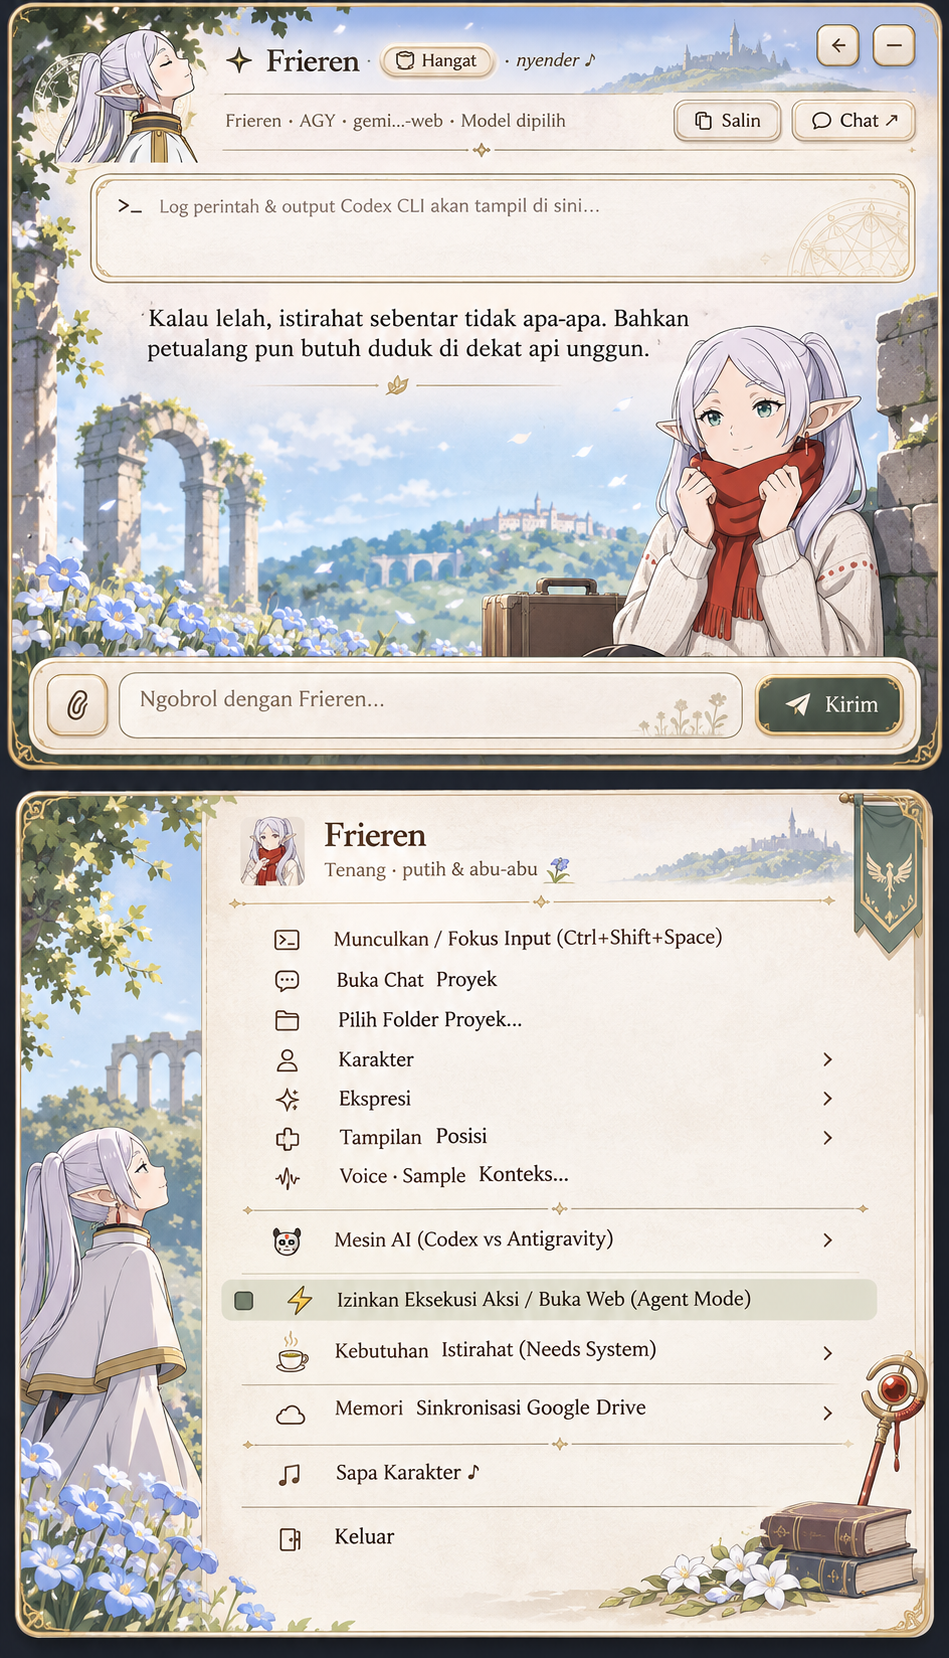 Frieren · Hangat · nyender ♪
Frieren · AGY · gemi...-web · Model dipilih
Salin
Chat ↗
>_ Log perintah & output Codex CLI akan tampil di sini...
Kalau lelah, istirahat sebentar tidak apa-apa. Bahkan
petualang pun butuh duduk di dekat api unggun.
Ngobrol dengan Frieren...
Kirim
Frieren
Tenang · putih & abu-abu
Munculkan / Fokus Input (Ctrl+Shift+Space)
Buka Chat Proyek
Pilih Folder Proyek...
Karakter
Ekspresi
Tampilan Posisi
Voice · Sample Konteks...
Mesin AI (Codex vs Antigravity)
Izinkan Eksekusi Aksi / Buka Web (Agent Mode)
Kebutuhan Istirahat (Needs System)
Memori Sinkronisasi Google Drive
Sapa Karakter ♪
Keluar